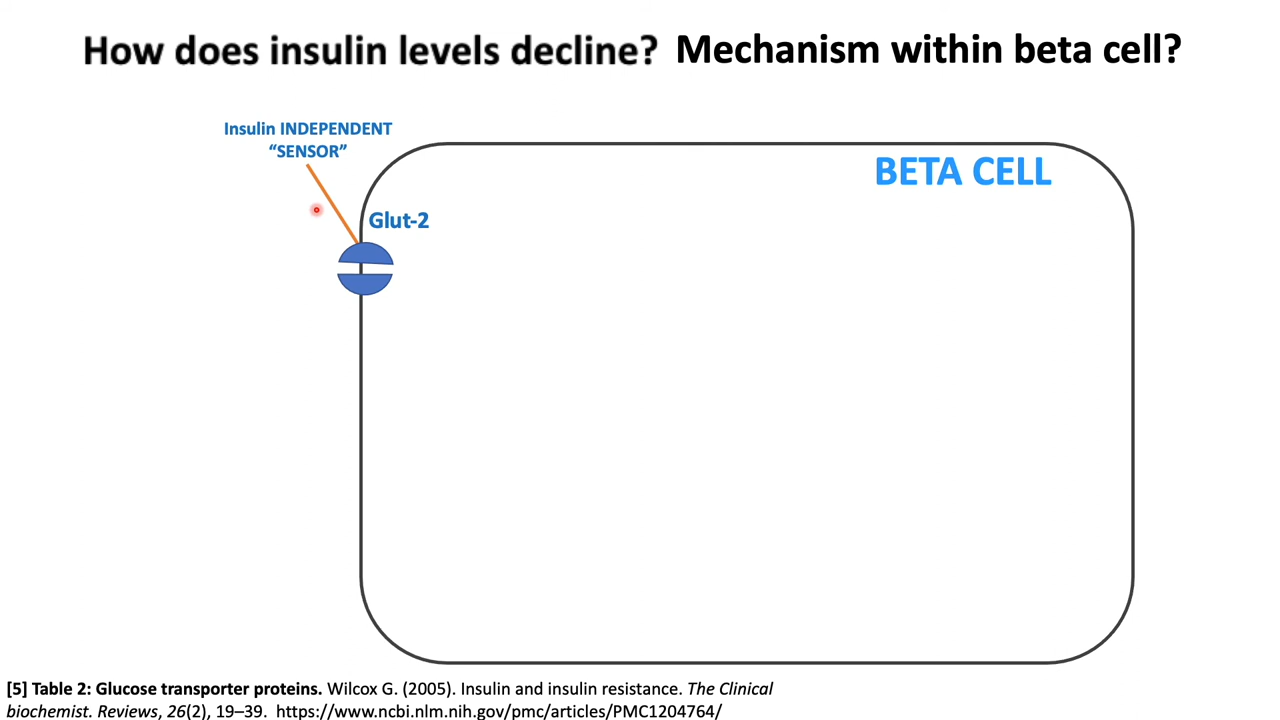 How does insulin levels decline? Mechanism within beta cell?
Insulin INDEPENDENT
“SENSOR”
BETA CELL
Glut-2
[5] Table 2: Glucose transporter proteins. Wilcox G. (2005). Insulin and insulin resistance. The Clinical
biochemist. Reviews, 26(2), 19–39. https://www.ncbi.nlm.nih.gov/pmc/articles/PMC1204764/